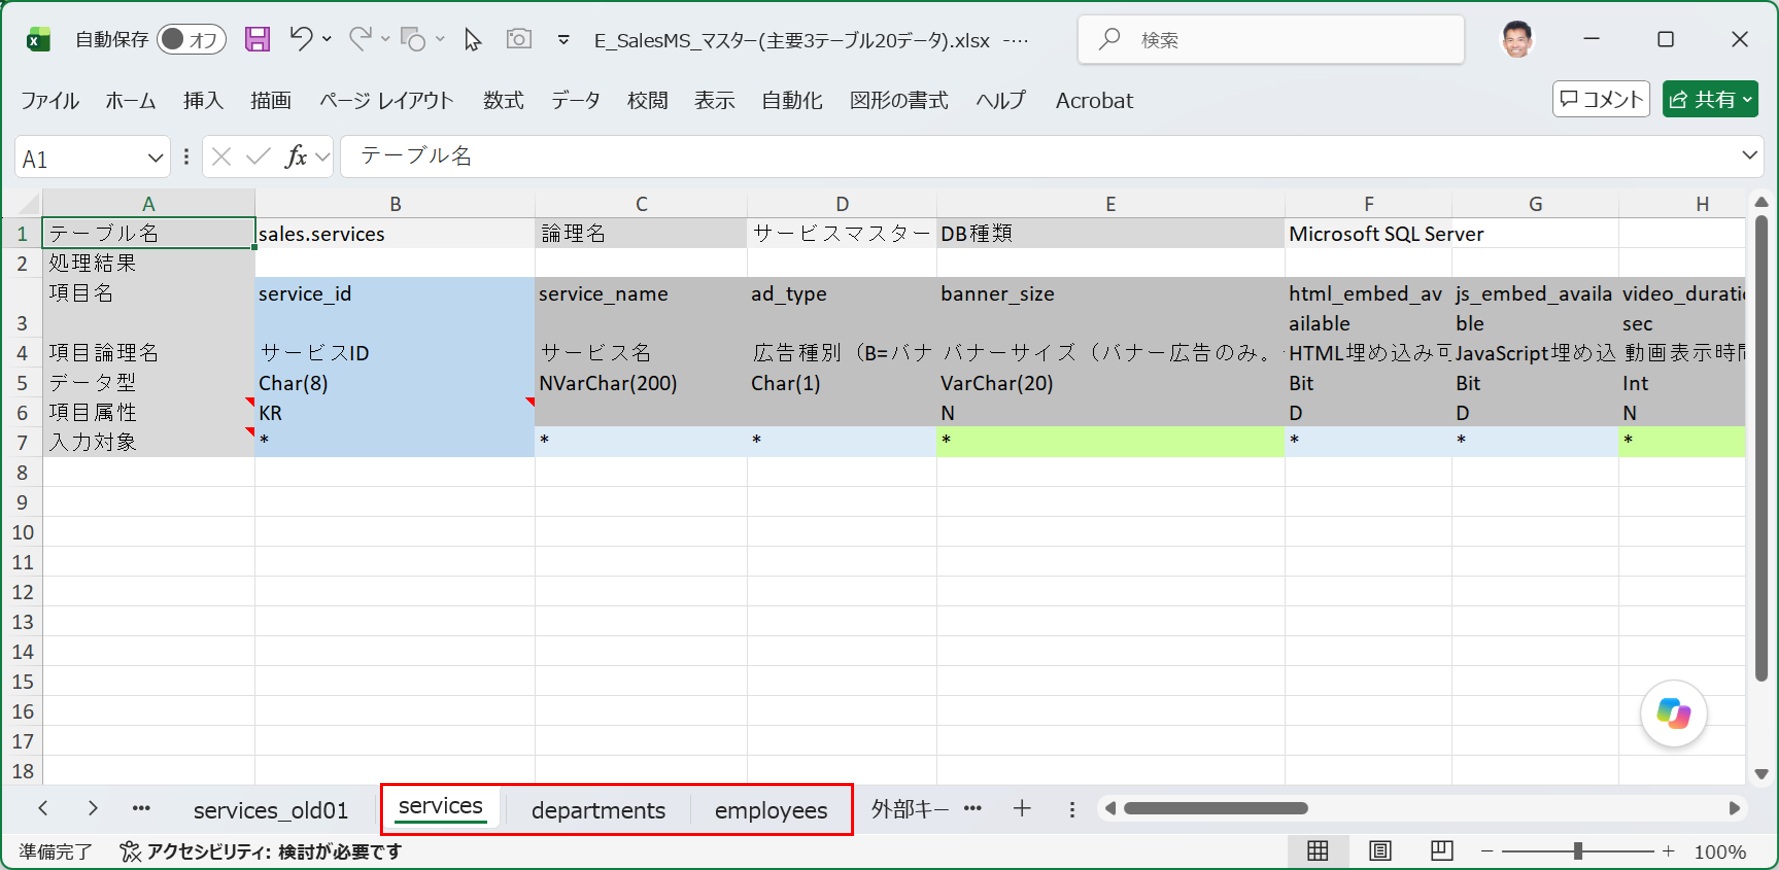 自動保存 オフ E_SalesMS_マスター(主要3テーブル20データ).xlsx -… 検索
ファイル ホーム 挿入 描画 ページ レイアウト 数式 データ 校閲 表示 自動化 図形の書式 ヘルプ Acrobat コメント 共有
A1 fx テーブル名
A B C D E F G H
1 テーブル名 sales.services 論理名 サービスマスター DB種類 Microsoft SQL Server
2 処理結果
3 項目名 service_id service_name ad_type banner_size html_embed_av js_embed_availa video_durati
ailable ble sec
4 項目論理名 サービスID サービス名 広告種別（B=バナ バナーサイズ（バナー広告のみ。 HTML埋め込み可 JavaScript埋め込 動画表示時
5 データ型 Char(8) NVarChar(200) Char(1) VarChar(20) Bit Bit Int
6 項目属性 KR N D D N
7 入力対象 * * * * * * *
8
9
10
11
12
13
14
15
16
17
18
… services_old01 services departments employees 外部キー …
準備完了 アクセシビリティ: 検討が必要です 100%